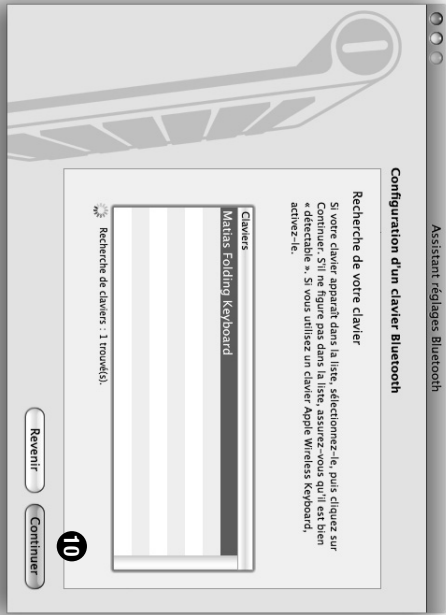 Assistant réglages Bluetooth
Configuration d'un clavier Bluetooth
Recherche de votre clavier
Si votre clavier apparaît dans la liste, sélectionnez-le, puis cliquez sur
Continuer. S'il ne figure pas dans la liste, assurez-vous qu'il est bien
« détectable ». Si vous utilisez un clavier Apple Wireless Keyboard,
activez-le.
Claviers
Matias Folding Keyboard
Recherche de claviers : 1 trouvé(s).
Revenir
Continuer
10